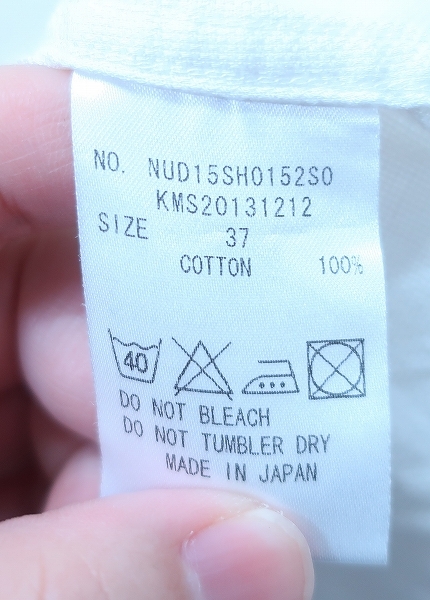 NO. NUD15SH0152S0
KMS20131212
SIZE 37
COTTON 100%
40
DO NOT BLEACH
DO NOT TUMBLER DRY
MADE IN JAPAN